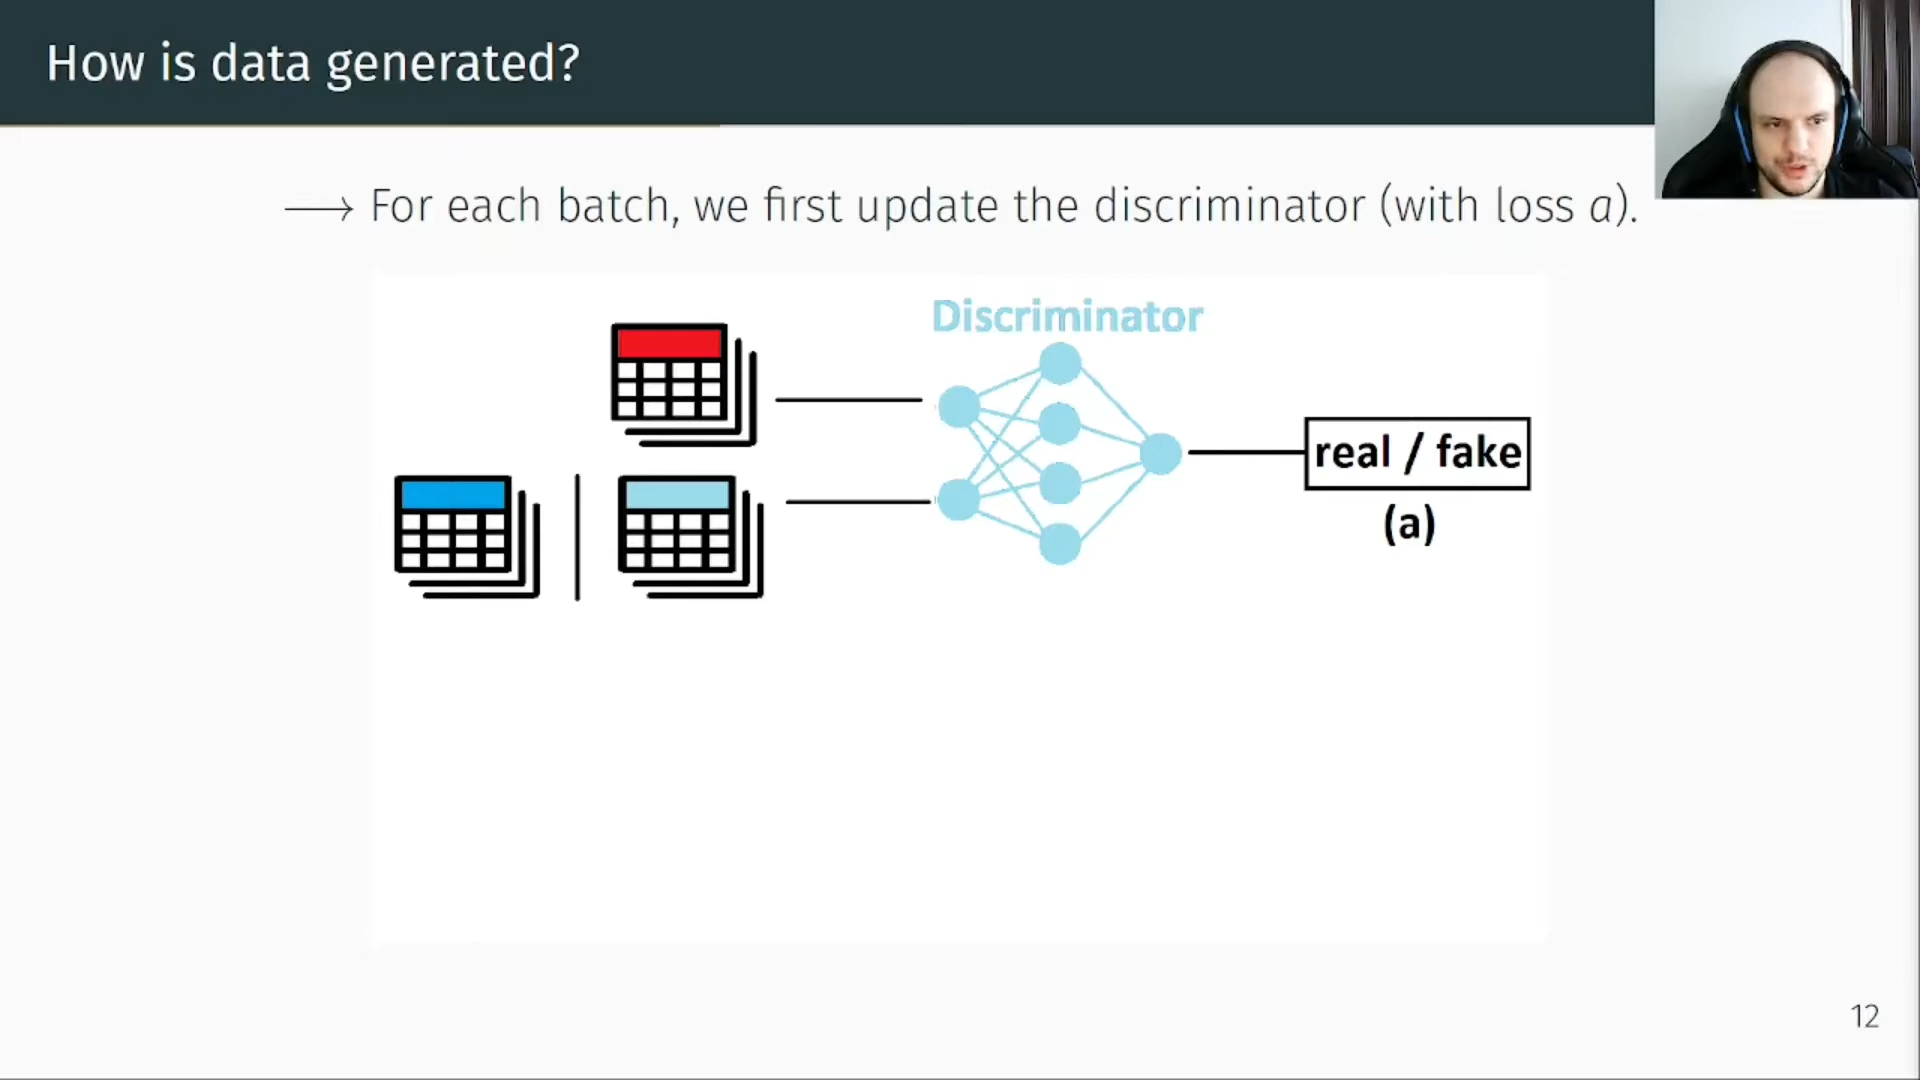 How is data generated?
⟶ For each batch, we first update the discriminator (with loss a).
Discriminator
real / fake
(a)
12